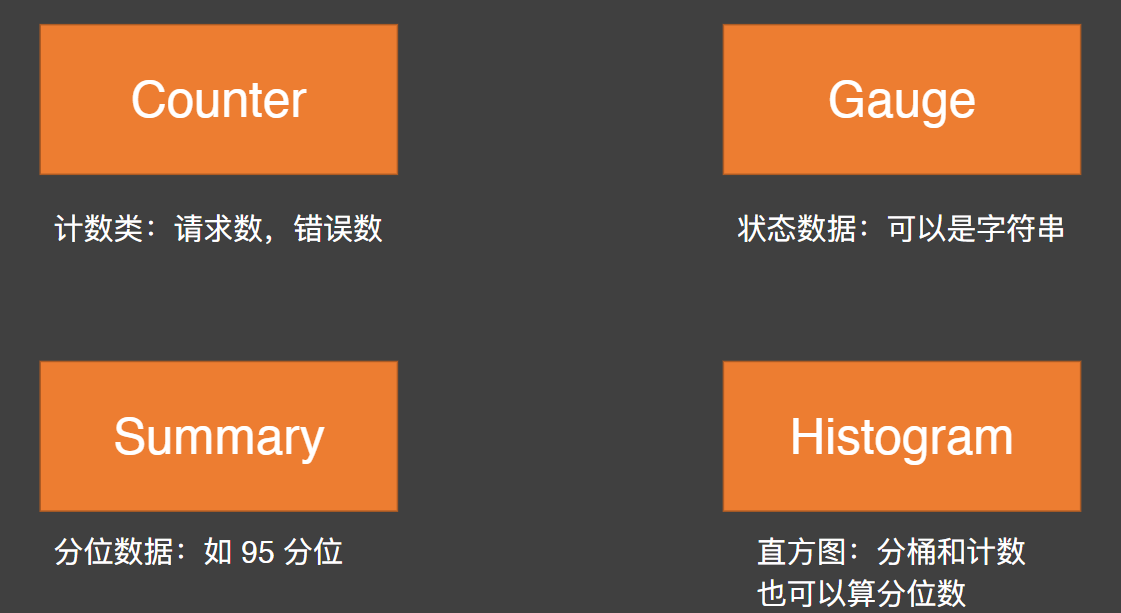 Counter
Gauge
计数类：请求数，错误数
状态数据：可以是字符串
Summary
Histogram
分位数据：如 95 分位
直方图：分桶和计数
也可以算分位数